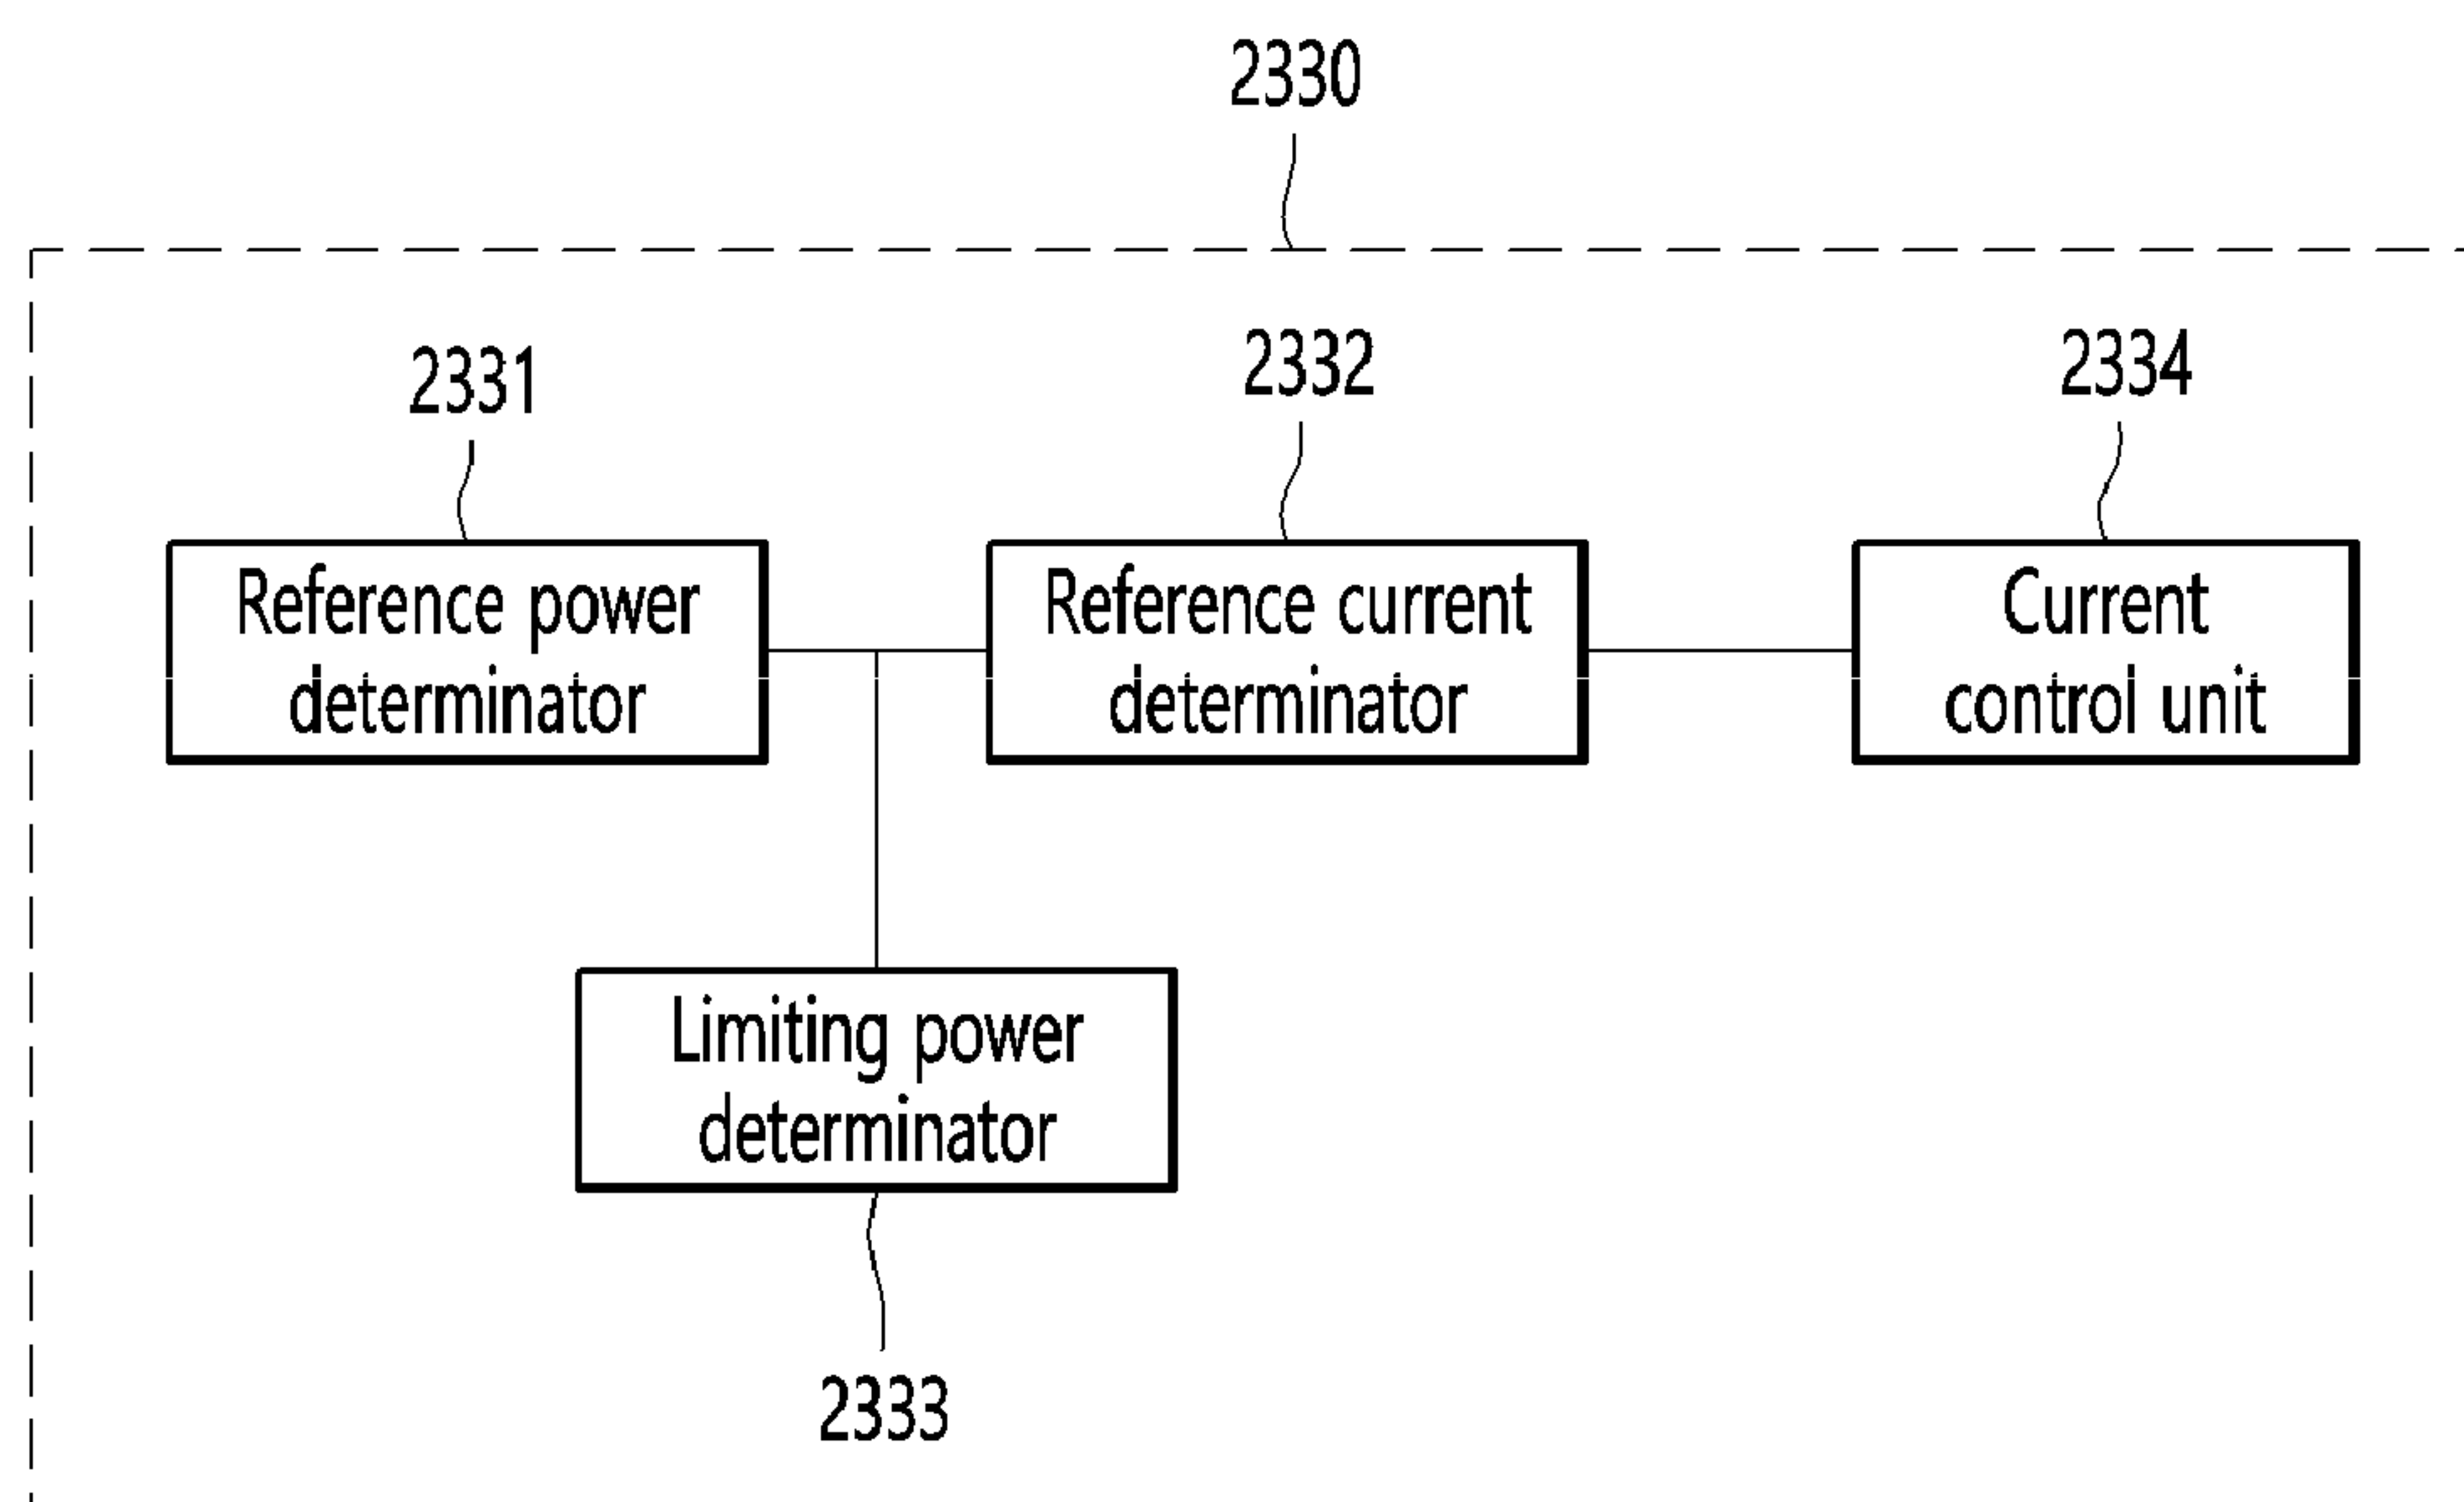 2330
2331
2332
2334
Reference power
determinator
Reference current
determinator
Current
control unit
Limiting power
determinator
2333